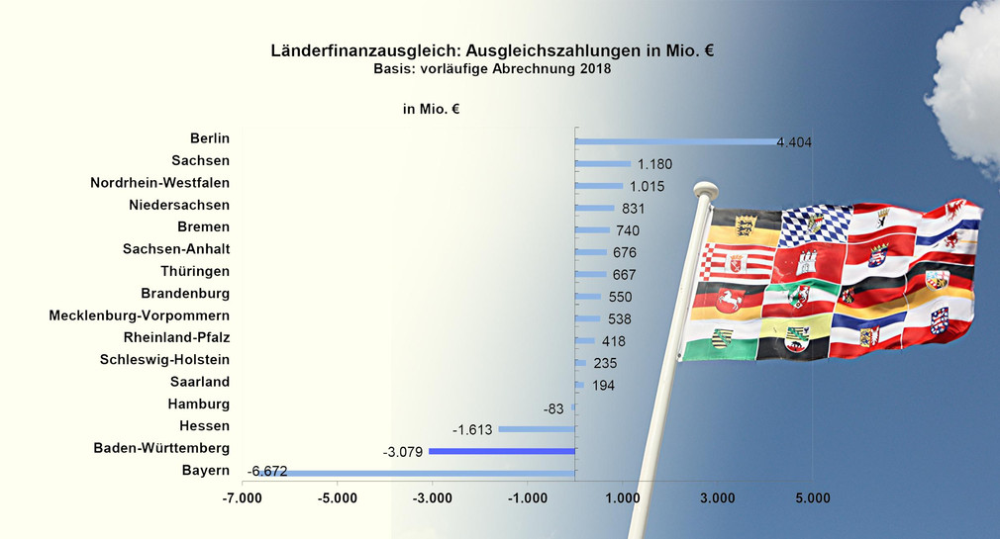 Länderfinanzausgleich: Ausgleichszahlungen in Mio. €
Basis: vorläufige Abrechnung 2018
in Mio. €
Berlin 4.404
Sachsen 1.180
Nordrhein-Westfalen 1.015
Niedersachsen 831
Bremen 740
Sachsen-Anhalt 676
Thüringen 667
Brandenburg 550
Mecklenburg-Vorpommern 538
Rheinland-Pfalz 418
Schleswig-Holstein 235
Saarland 194
Hamburg -83
Hessen -1.613
Baden-Württemberg -3.079
Bayern -6.672
-7.000 -5.000 -3.000 -1.000 1.000 3.000 5.000